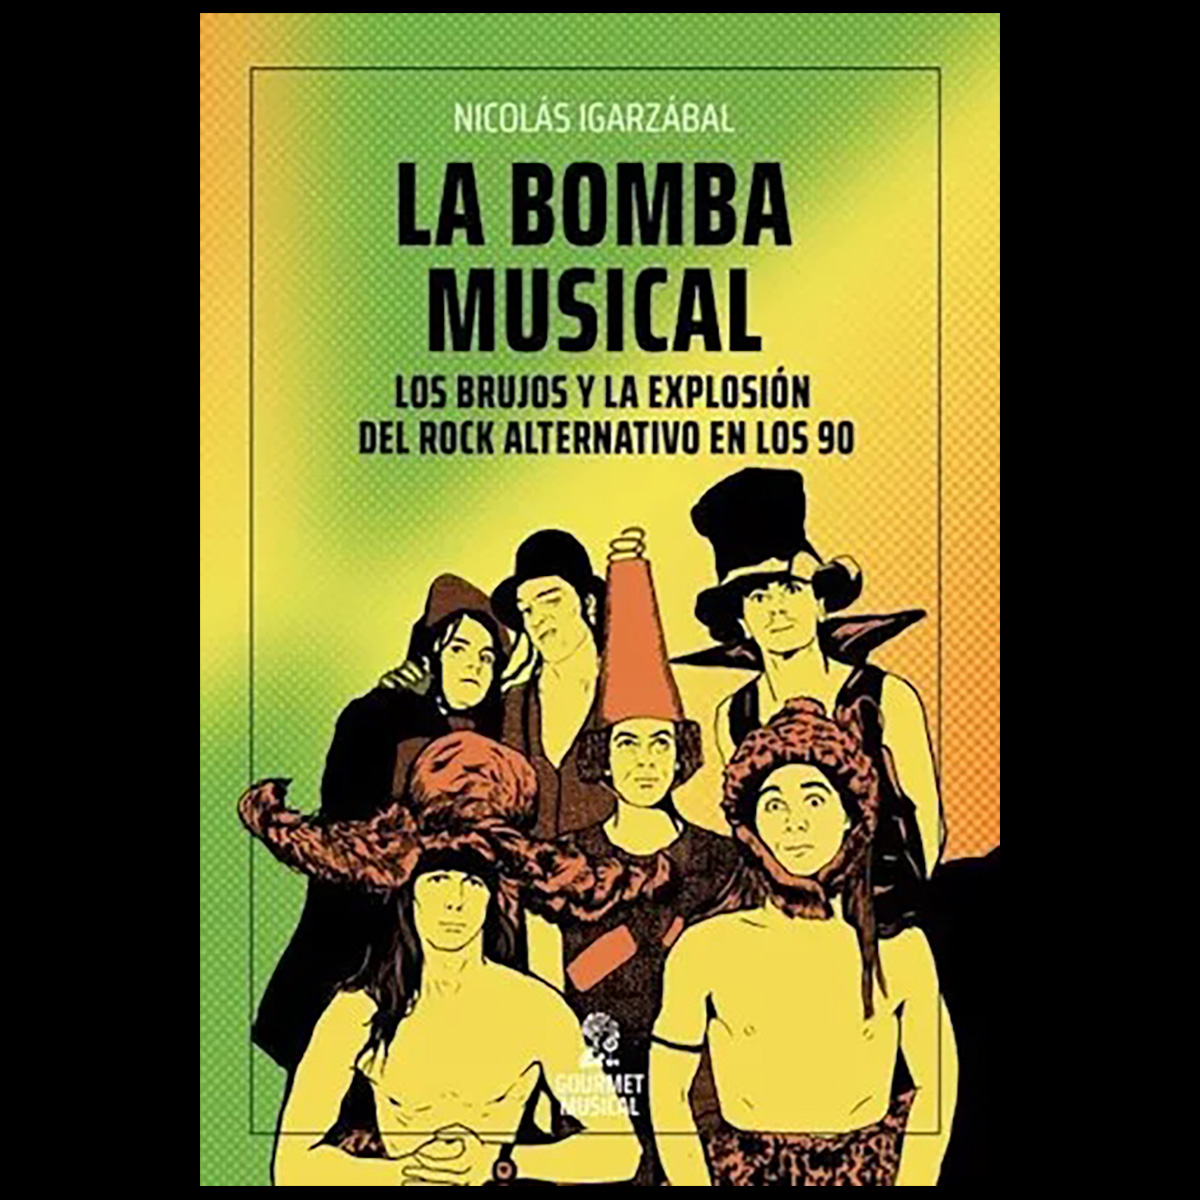 NICOLÁS IGARZÁBAL
LA BOMBA
MUSICAL
LOS BRUJOS Y LA EXPLOSIÓN
DEL ROCK ALTERNATIVO EN LOS 90
GOURMET
MUSICAL